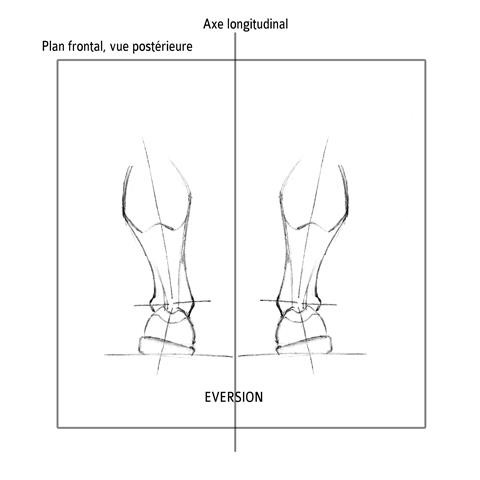 Axe longitudinal
Plan frontal, vue postérieure
EVERSION